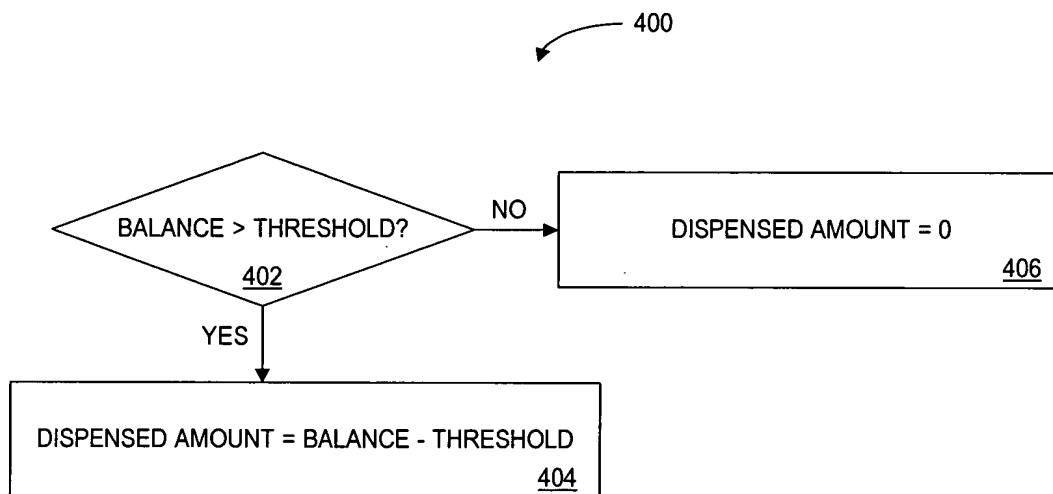 400
BALANCE > THRESHOLD?
402
NO
DISPENSED AMOUNT = 0
406
YES
DISPENSED AMOUNT = BALANCE - THRESHOLD
404